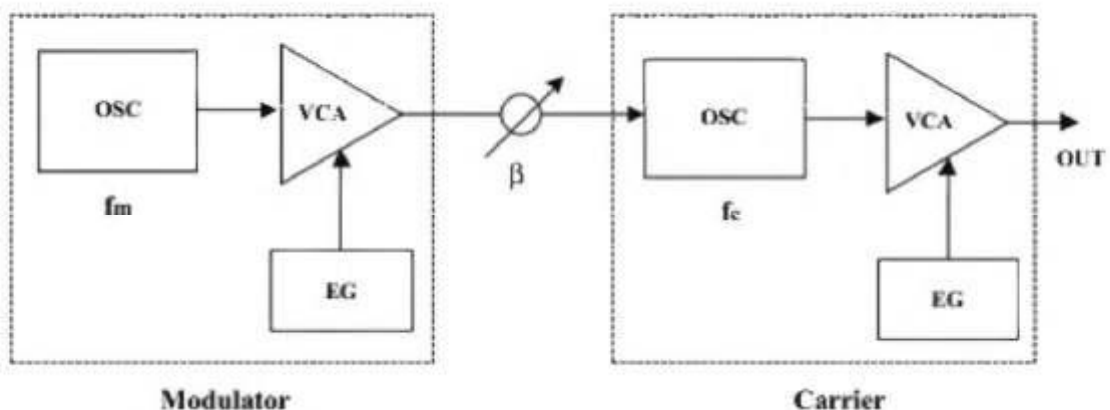 OSC
VCA
fm
EG
β
OSC
VCA
OUT
fc
EG
Modulator
Carrier